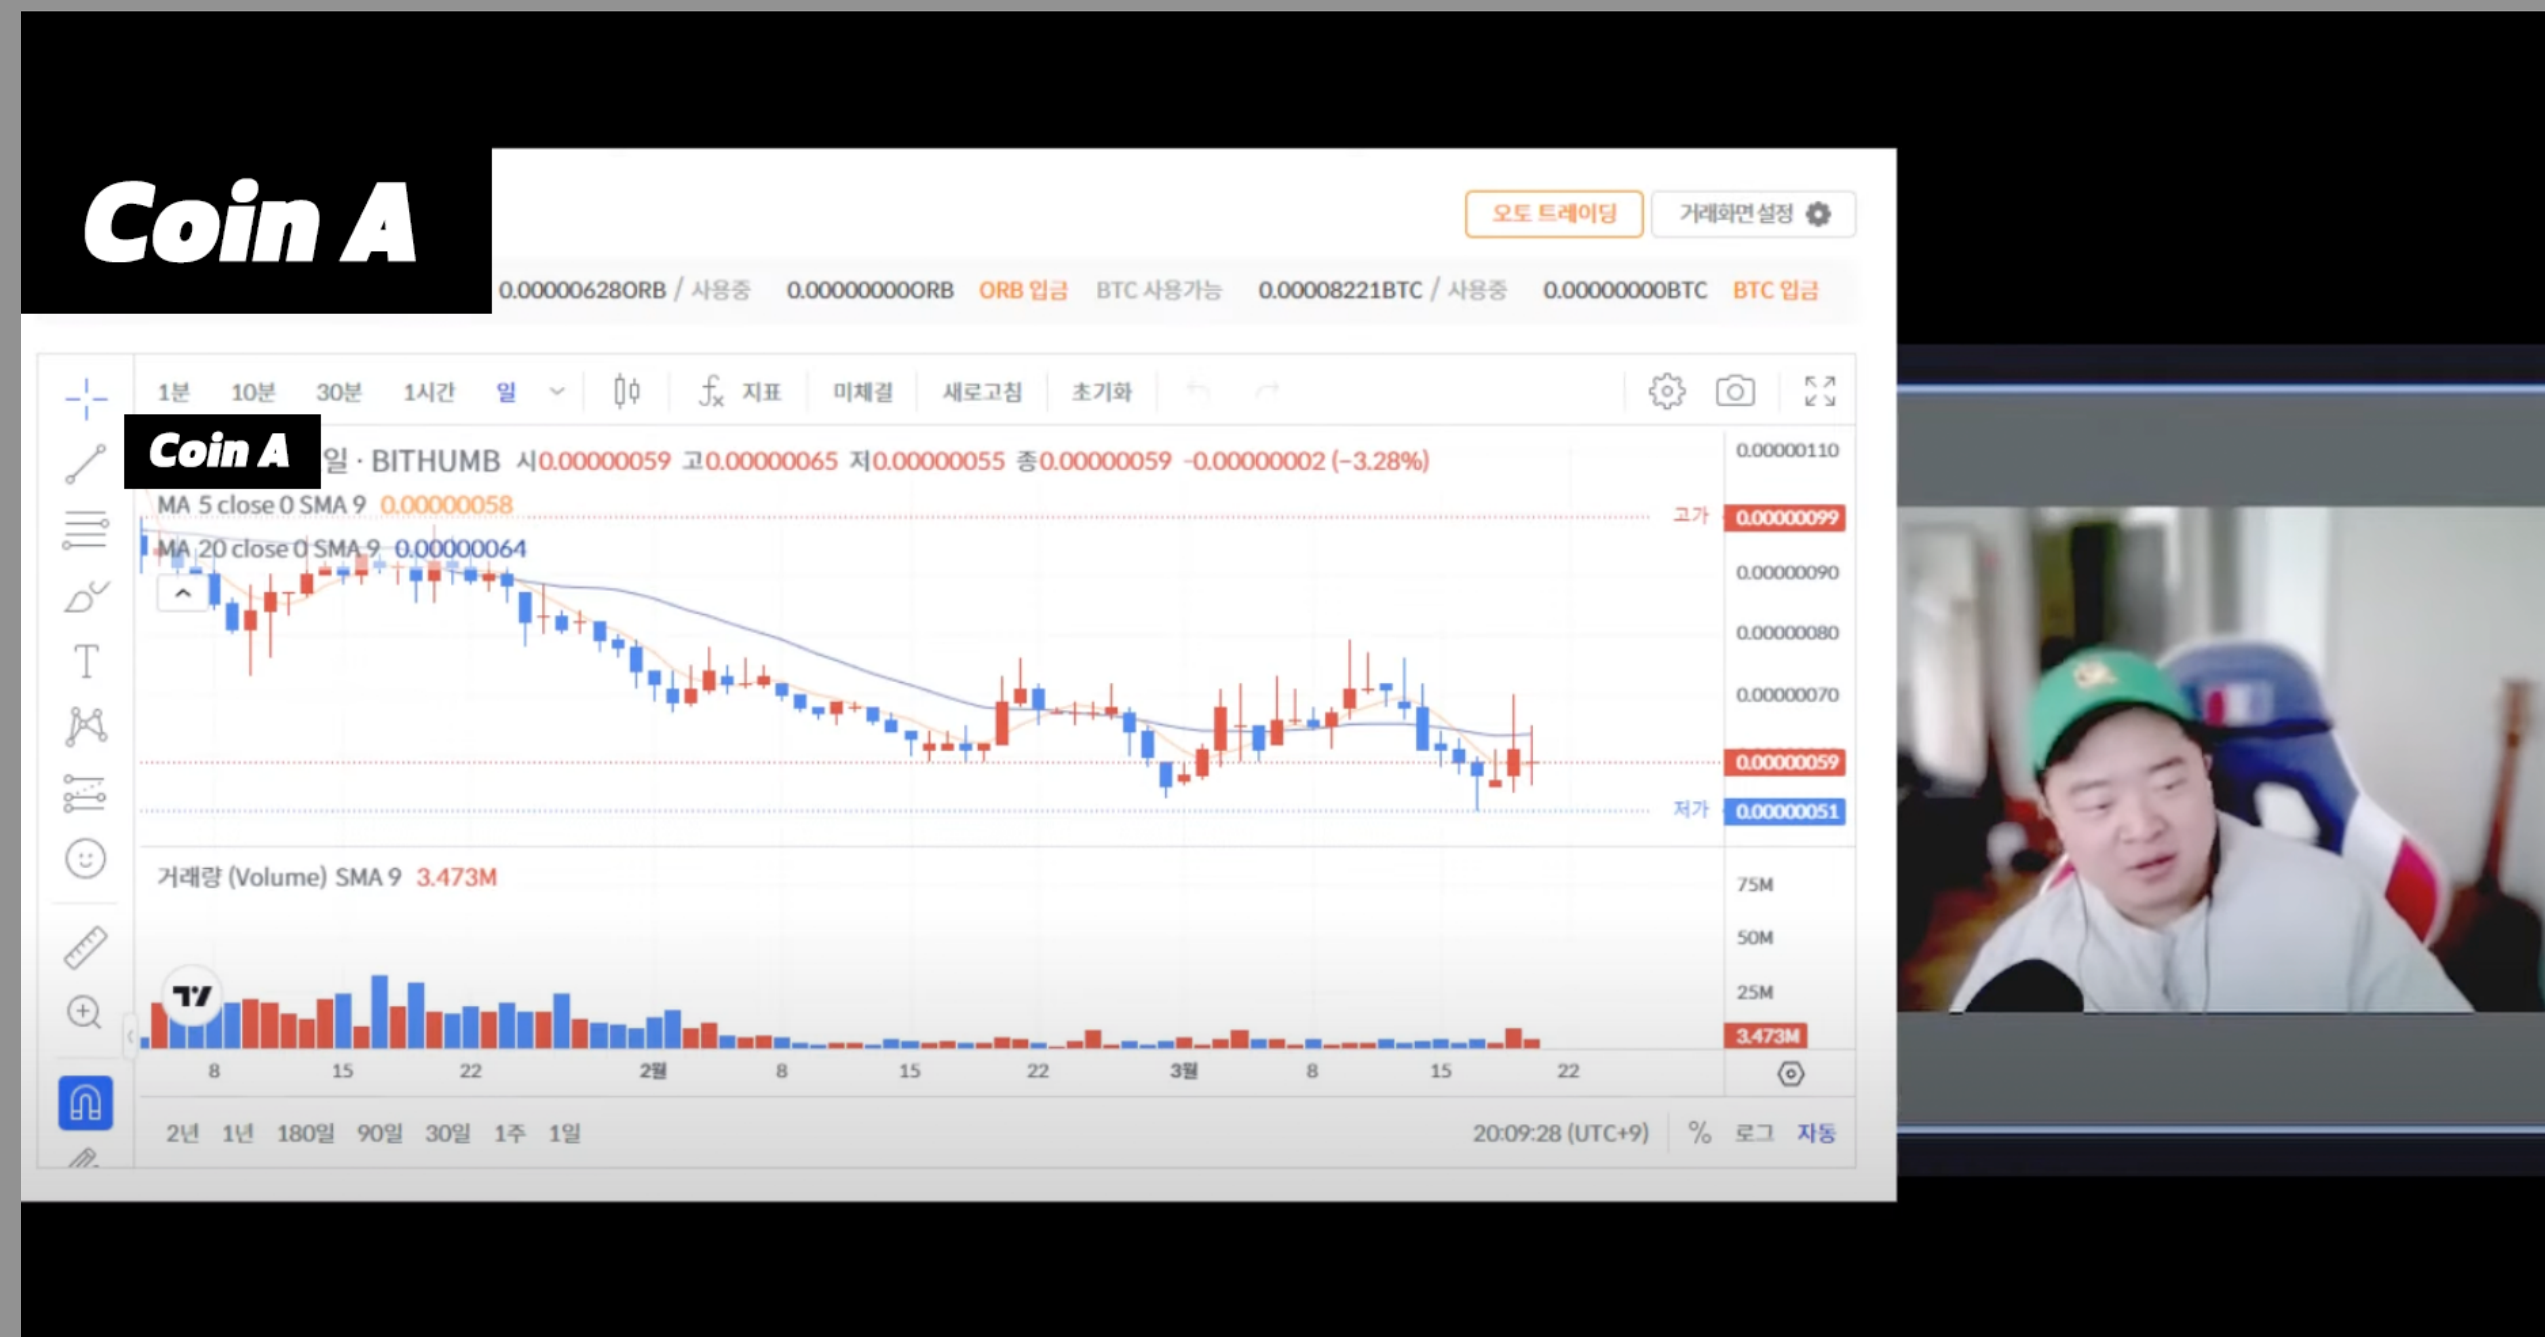 Coin A
오토 트레이딩 거래화면 설정
0.00000628ORB / 사용중 0.00000000ORB ORB 입금 BTC 사용가능 0.00008221BTC / 사용중 0.00000000BTC BTC 입금
1분 10분 30분 1시간 일 지표 미체결 새로고침 초기화
Coin A 일 · BITHUMB 시0.00000059 고0.00000065 저0.00000055 종0.00000059 -0.00000002 (-3.28%)
0.00000110
MA 5 close 0 SMA 9 0.00000058
고가 0.00000099
MA 20 close 0 SMA 9 0.00000064
0.00000090
0.00000080
0.00000070
0.00000059
저가 0.00000051
거래량 (Volume) SMA 9 3.473M
75M
50M
25M
3.473M
8 15 22 2월 8 15 22 3월 8 15 22
2년 1년 180일 90일 30일 1주 1일 20:09:28 (UTC+9) % 로그 자동